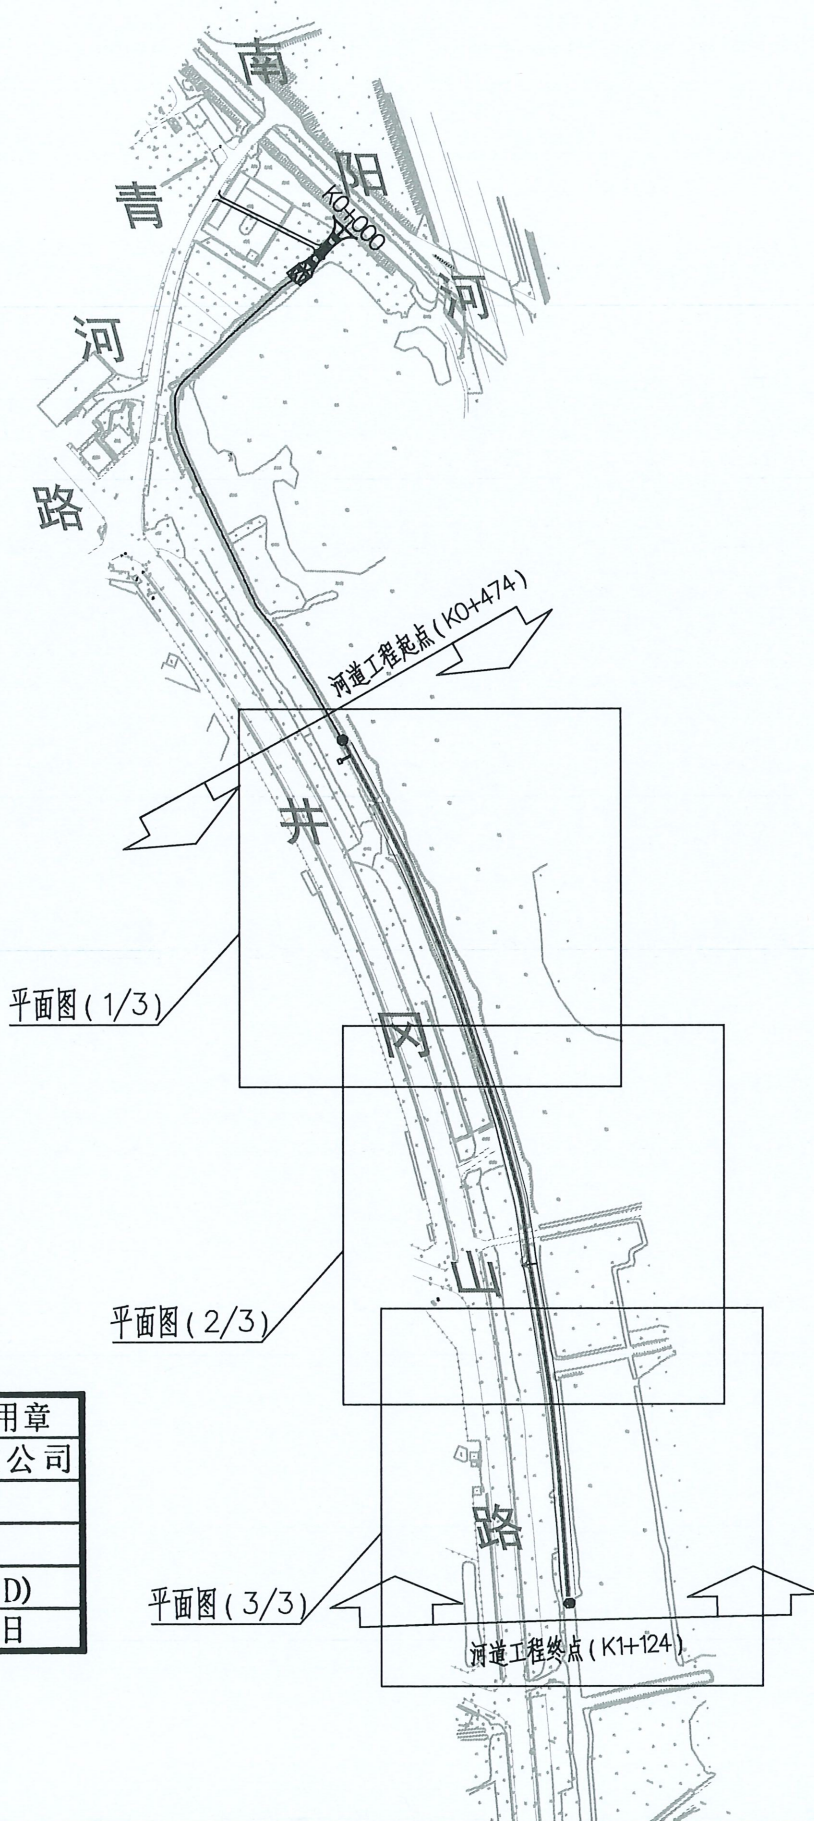 南
阳
河
青
河
路
K0+000
河道工程起点(K0+474)
井
冈
山
路
平面图(1/3)
平面图(2/3)
平面图(3/3)
河道工程终点(K1+124)
用章
公司
D)
日